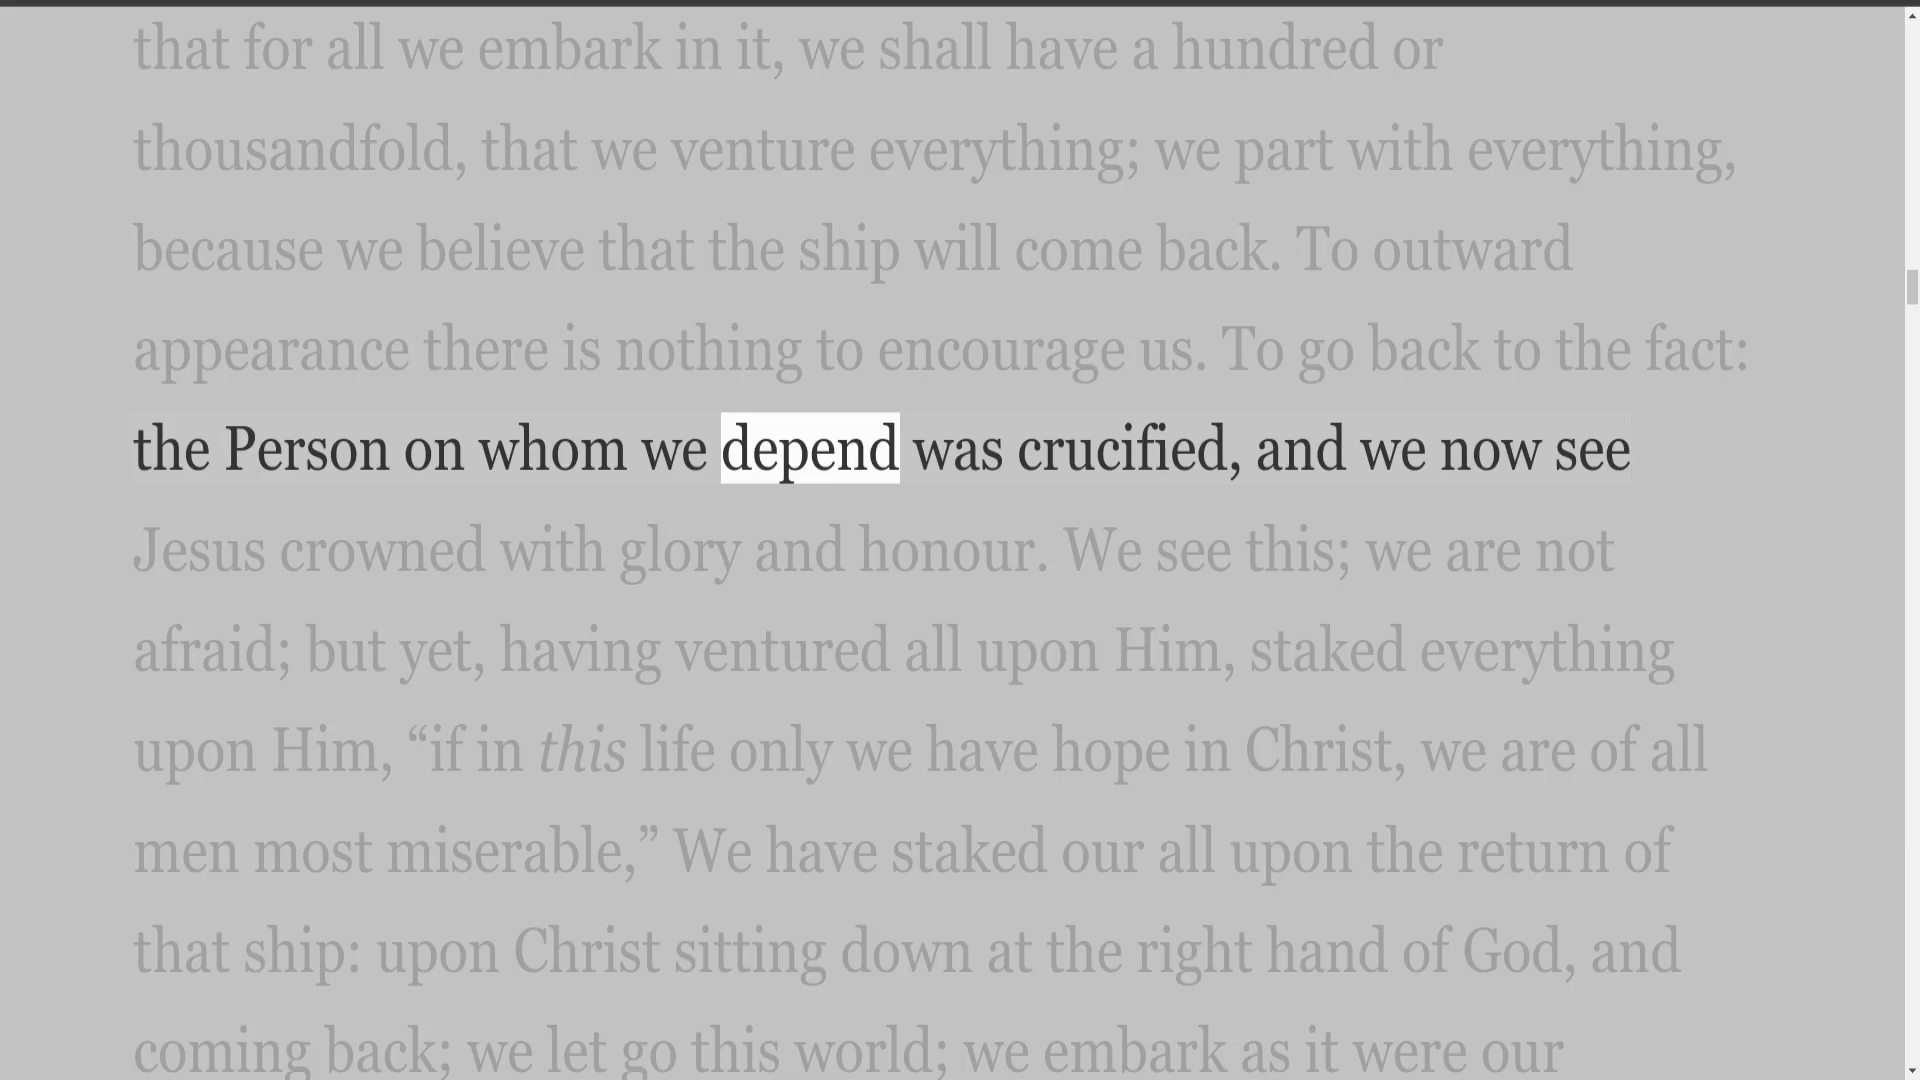 that for all we embark in it, we shall have a hundred or
thousandfold, that we venture everything; we part with everything,
because we believe that the ship will come back. To outward
appearance there is nothing to encourage us. To go back to the fact:
the Person on whom we depend was crucified, and we now see
Jesus crowned with glory and honour. We see this; we are not
afraid; but yet, having ventured all upon Him, staked everything
upon Him, “if in this life only we have hope in Christ, we are of all
men most miserable,” We have staked our all upon the return of
that ship: upon Christ sitting down at the right hand of God, and
coming back; we let go this world; we embark as it were our